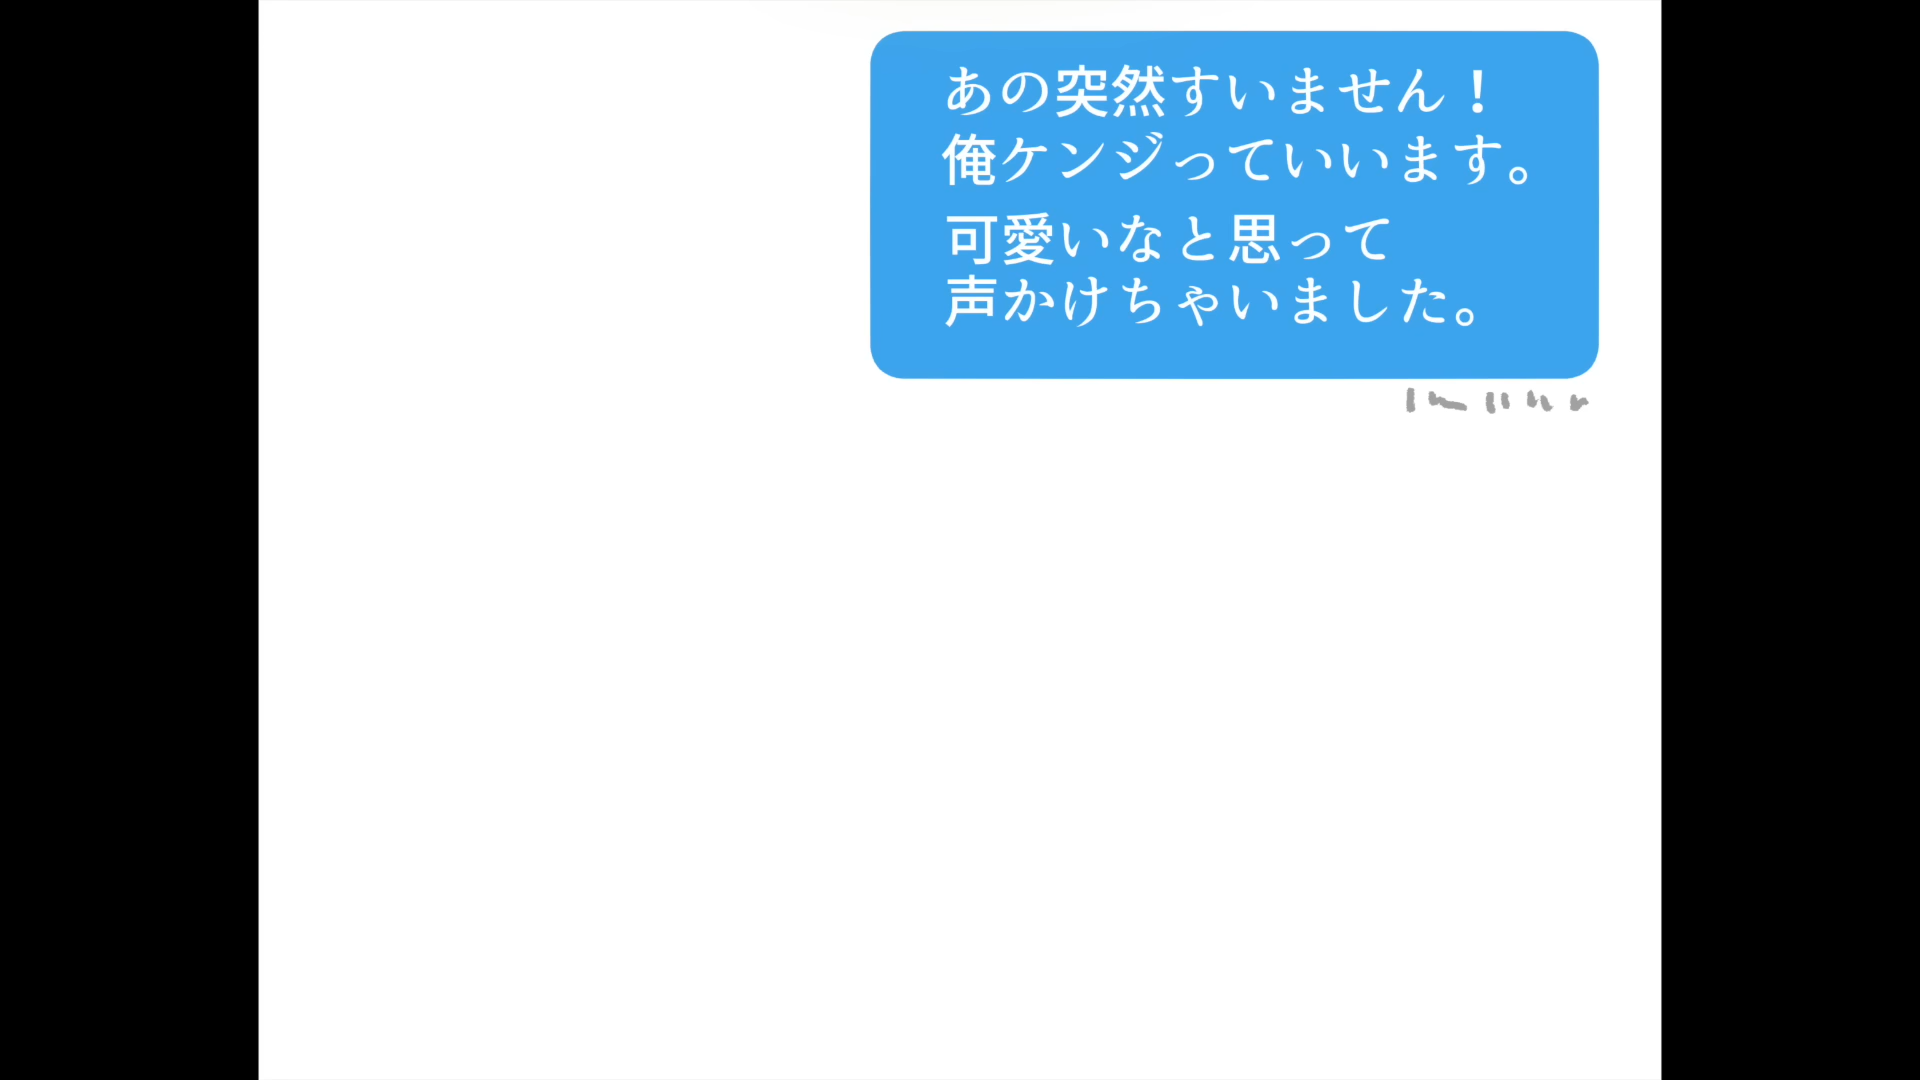 あの突然すいません！
俺ケンジっていいます。
可愛いなと思って
声かけちゃいました。